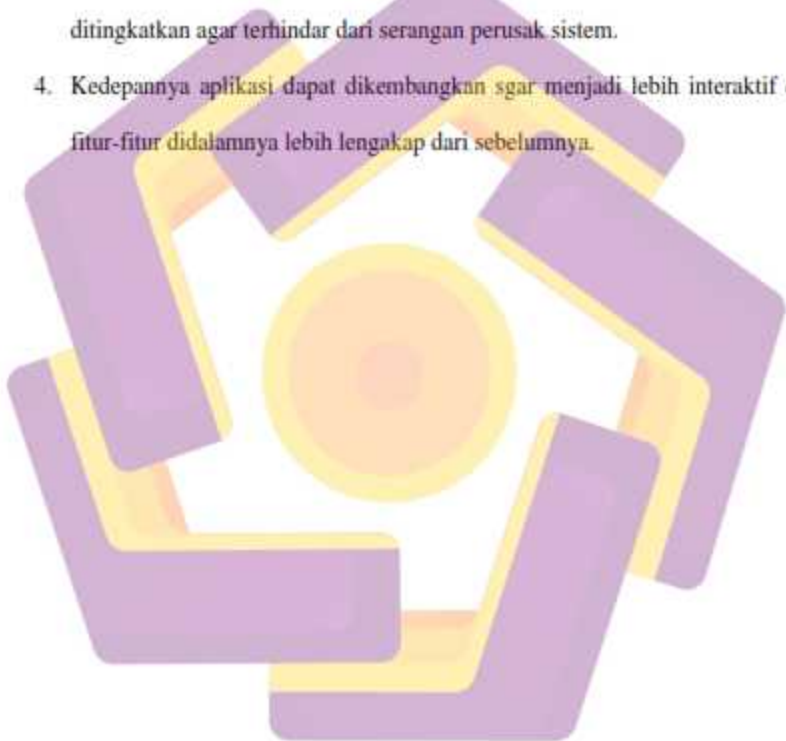 ditingkatkan agar terhindar dari serangan perusak sistem.
4. Kedepannya aplikasi dapat dikembangkan sgar menjadi lebih interaktif
fitur-fitur didalamnya lebih lengakap dari sebelumnya.